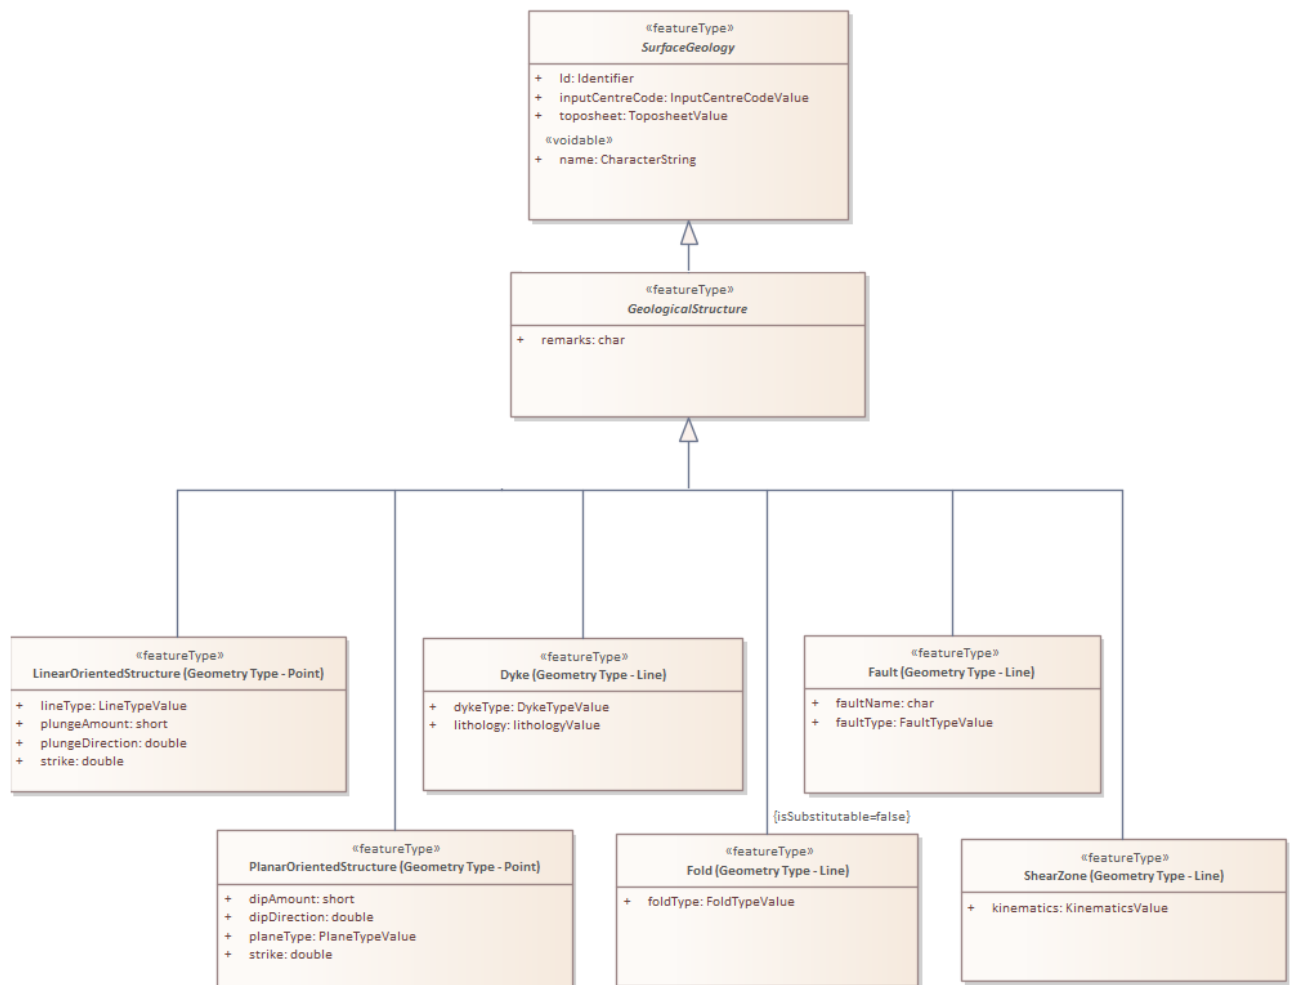 «featureType»
SurfaceGeology
+ Id: Identifier
+ inputCentreCode: InputCentreCodeValue
+ toposheet: ToposheetValue
«voidable»
+ name: CharacterString
«featureType»
GeologicalStructure
+ remarks: char
«featureType»
LinearOrientedStructure (Geometry Type - Point)
+ lineType: LineTypeValue
+ plungeAmount: short
+ plungeDirection: double
+ strike: double
«featureType»
Dyke (Geometry Type - Line)
+ dykeType: DykeTypeValue
+ lithology: lithologyValue
«featureType»
Fault (Geometry Type - Line)
+ faultName: char
+ faultType: FaultTypeValue
{isSubstitutable=false}
«featureType»
PlanarOrientedStructure (Geometry Type - Point)
+ dipAmount: short
+ dipDirection: double
+ planeType: PlaneTypeValue
+ strike: double
«featureType»
Fold (Geometry Type - Line)
+ foldType: FoldTypeValue
«featureType»
ShearZone (Geometry Type - Line)
+ kinematics: KinematicsValue